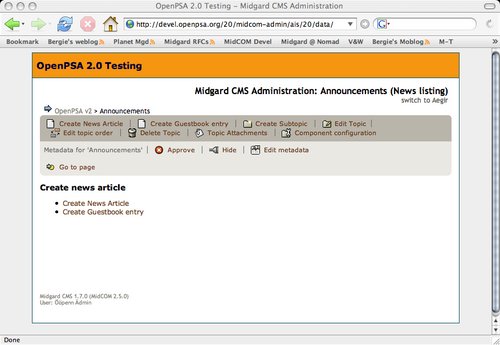 OpenPSA 2.0 Testing - Midgard CMS Administration
http://devel.openpsa.org/20/midcom-admin/ais/20/data/
Bookmark Bergie's weblog Planet Mgd Midgard RFCs MidCOM Devel Midgard @ Nomad V&W Bergie's Moblog M-T
OpenPSA 2.0 Testing
Midgard CMS Administration: Announcements (News listing)
switch to Aegir
OpenPSA v2 > Announcements
Create News Article | Create Guestbook entry | Create Subtopic | Edit Topic |
Edit topic order | Delete Topic | Topic Attachments | Component configuration
Metadata for 'Announcements' | Approve | Hide | Edit metadata
Go to page
Create news article
• Create News Article
• Create Guestbook entry
Midgard CMS 1.7.0 (MidCOM 2.5.0)
User: Admin
Done